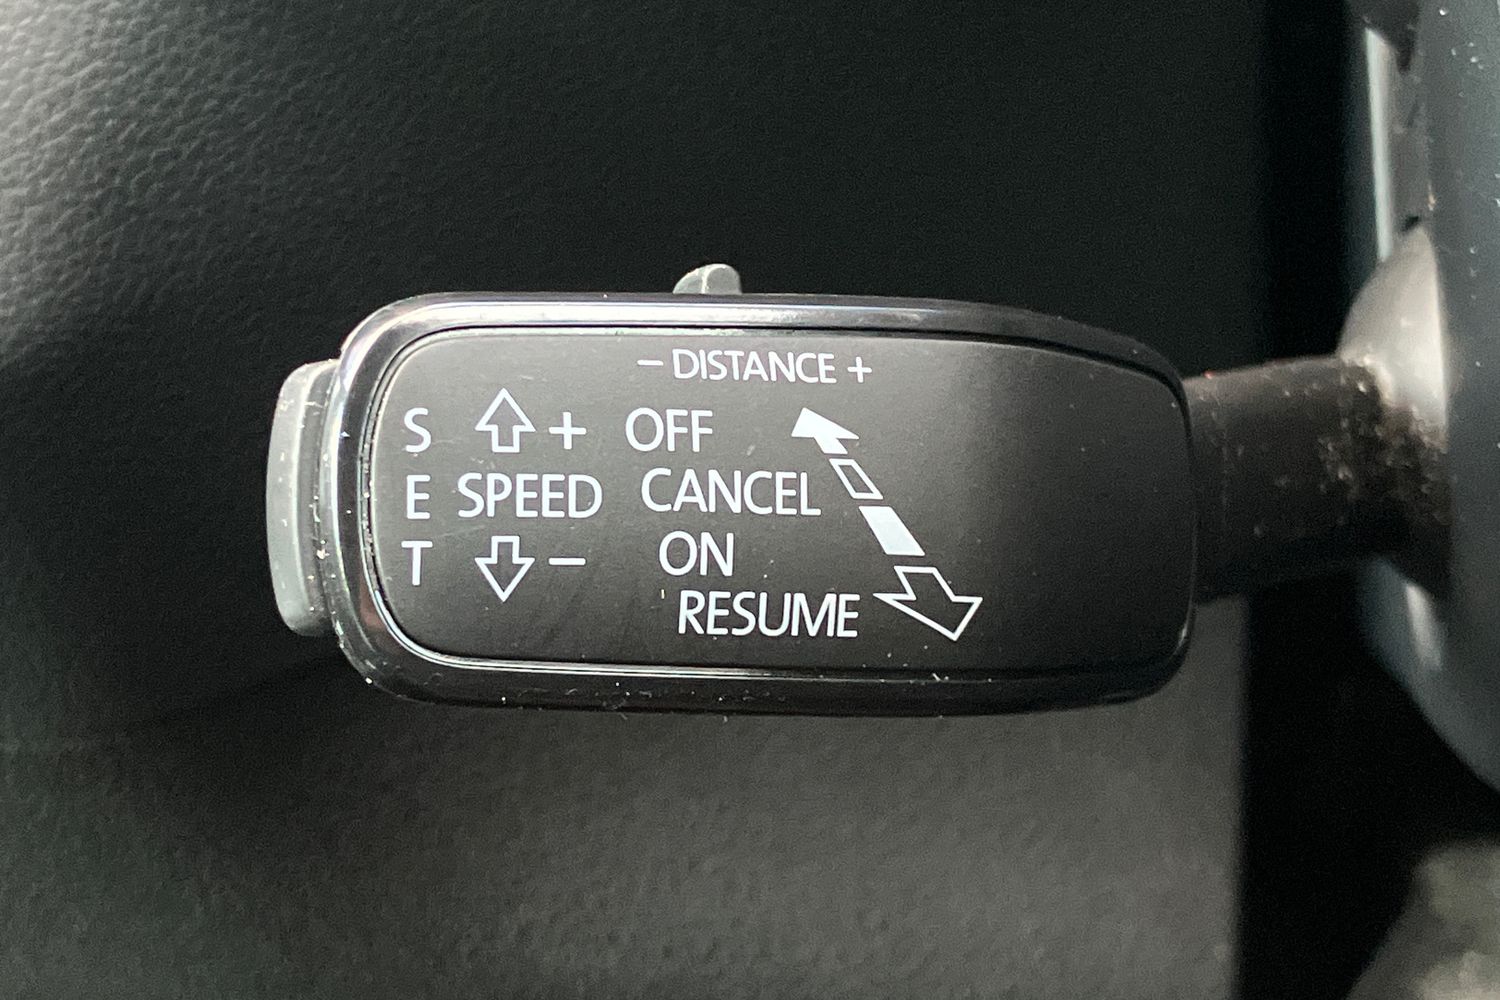 – DISTANCE +
S + OFF
E SPEED CANCEL
T – ON
RESUME